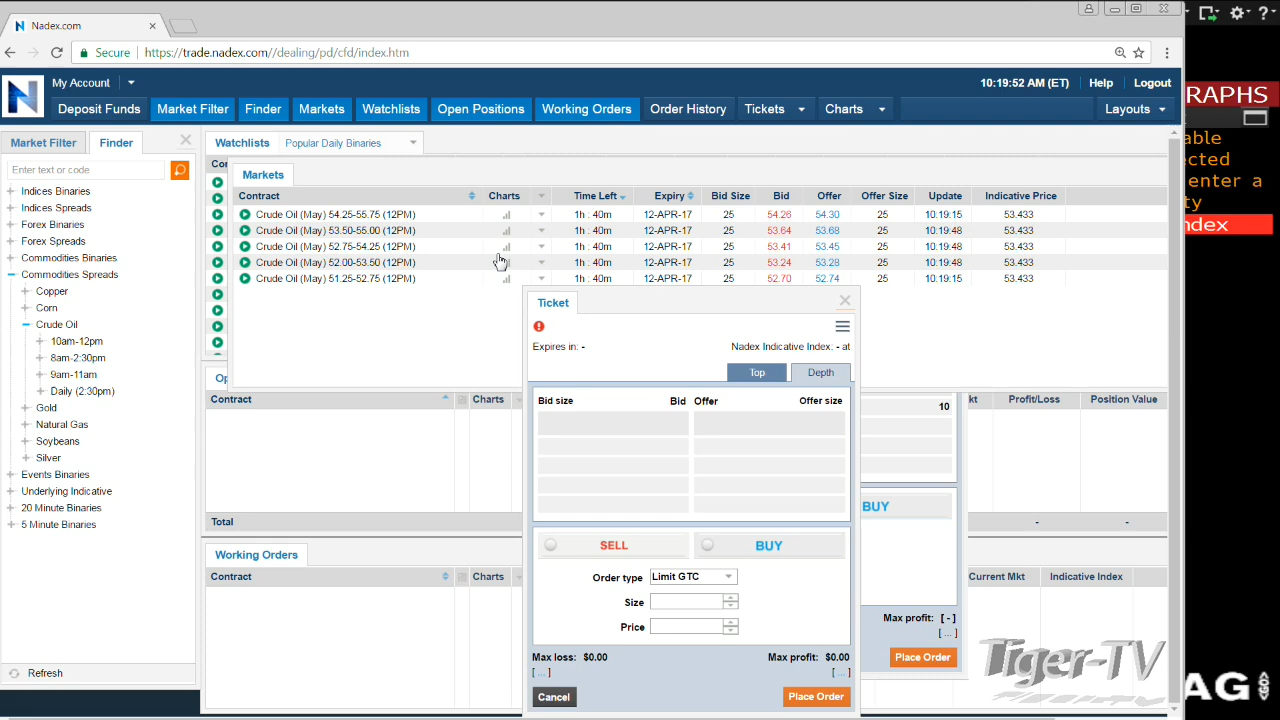 Nadex.com
Secure https://trade.nadex.com//dealing/pd/cfd/index.htm
My Account
10:19:52 AM (ET) Help Logout
Deposit Funds Market Filter Finder Markets Watchlists Open Positions Working Orders Order History Tickets Charts Layouts
RAPHS
able
ected
enter a
ty
ndex
Market Filter Finder
Enter text or code
Indices Binaries
Indices Spreads
Forex Binaries
Forex Spreads
Commodities Binaries
Commodities Spreads
Copper
Corn
Crude Oil
10am-12pm
8am-2:30pm
9am-11am
Daily (2:30pm)
Gold
Natural Gas
Soybeans
Silver
Events Binaries
Underlying Indicative
20 Minute Binaries
5 Minute Binaries
Refresh
Watchlists Popular Daily Binaries
Cor
Markets
Contract Charts Time Left Expiry Bid Size Bid Offer Offer Size Update Indicative Price
Crude Oil (May) 54.25-55.75 (12PM) 1h : 40m 12-APR-17 25 54.26 54.30 25 10:19:15 53.433
Crude Oil (May) 53.50-55.00 (12PM) 1h : 40m 12-APR-17 25 53.64 53.68 25 10:19:48 53.433
Crude Oil (May) 52.75-54.25 (12PM) 1h : 40m 12-APR-17 25 53.41 53.45 25 10:19:48 53.433
Crude Oil (May) 52.00-53.50 (12PM) 1h : 40m 12-APR-17 25 53.24 53.28 25 10:19:48 53.433
Crude Oil (May) 51.25-52.75 (12PM) 1h : 40m 12-APR-17 25 52.70 52.74 25 10:19:15 53.433
Op
Contract Charts kt Profit/Loss Position Value
Total - -
Working Orders
Contract Charts Current Mkt Indicative Index
Ticket
Expires in: - Nadex Indicative Index: - at
Top Depth
Bid size Bid Offer Offer size
SELL BUY
Order type Limit GTC
Size
Price
Max loss: $0.00 Max profit: $0.00
[ ... ] [ ... ]
Cancel Place Order
10
BUY
Max profit: [ - ]
[ ... ]
Place Order
Tiger-TV
AG